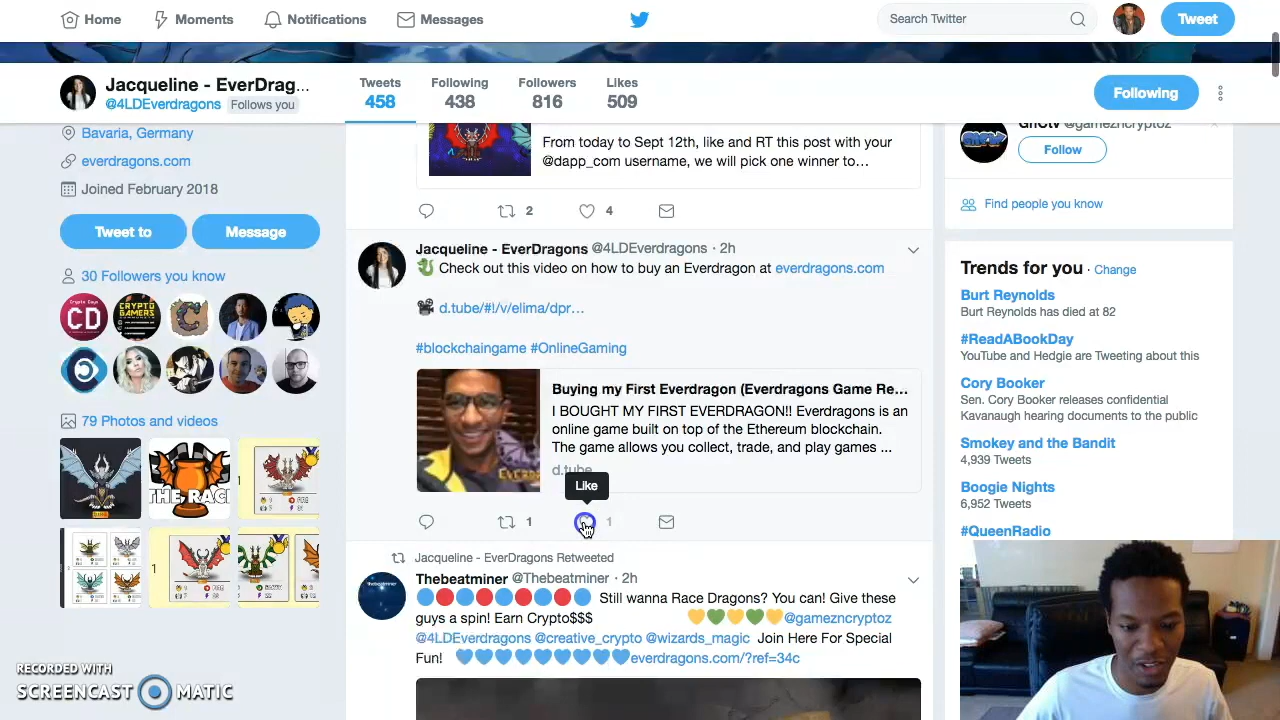 Home
Moments
Notifications
Messages
Search Twitter
Tweet
Jacqueline - EverDrag...
@4LDEverdragons Follows you
Tweets
458
Following
438
Followers
816
Likes
509
Following
Bavaria, Germany
everdragons.com
Joined February 2018
Tweet to
Message
30 Followers you know
CD
79 Photos and videos
THE RACI
From today to Sept 12th, like and RT this post with your
@dapp_com username, we will pick one winner to...
2
4
Jacqueline - EverDragons @4LDEverdragons · 2h
Check out this video on how to buy an Everdragon at everdragons.com
d.tube/#!/v/elima/dpr...
#blockchaingame #OnlineGaming
Buying my First Everdragon (Everdragons Game Re...
I BOUGHT MY FIRST EVERDRAGON!! Everdragons is an
online game built on top of the Ethereum blockchain.
The game allows you collect, trade, and play games ...
d.tube
Like
1
1
Jacqueline - EverDragons Retweeted
Thebeatminer @Thebeatminer · 2h
Still wanna Race Dragons? You can! Give these
guys a spin! Earn Crypto$$$ @gamezncryptoz
@4LDEverdragons @creative_crypto @wizards_magic Join Here For Special
Fun! everdragons.com/?ref=34c
@gamezncryptoz
Follow
Find people you know
Trends for you · Change
Burt Reynolds
Burt Reynolds has died at 82
#ReadABookDay
YouTube and Hedgie are Tweeting about this
Cory Booker
Sen. Cory Booker releases confidential
Kavanaugh hearing documents to the public
Smokey and the Bandit
4,939 Tweets
Boogie Nights
6,952 Tweets
#QueenRadio
RECORDED WITH
SCREENCAST MATIC